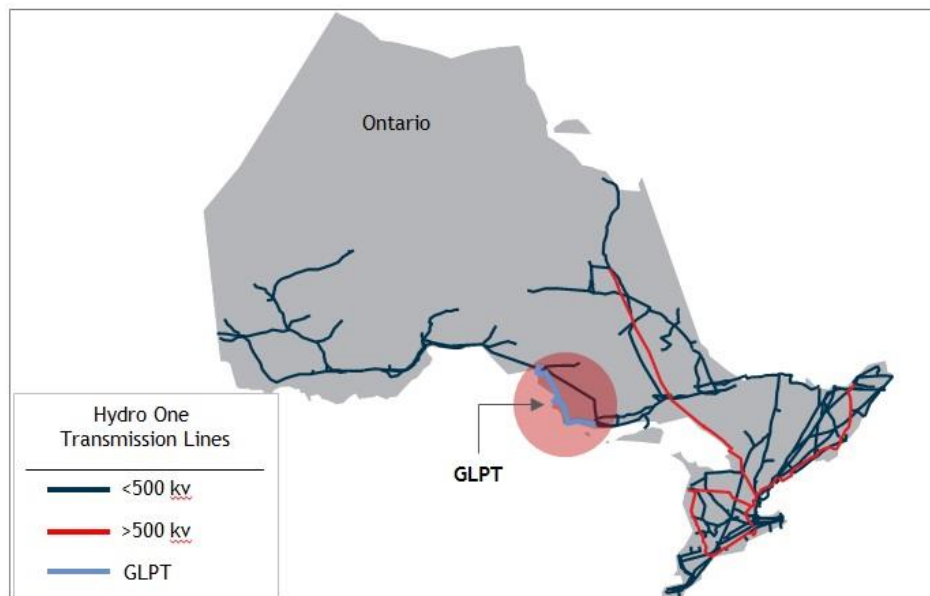 Ontario
GLPT
Hydro One
Transmission Lines
<500 kv
>500 kv
GLPT